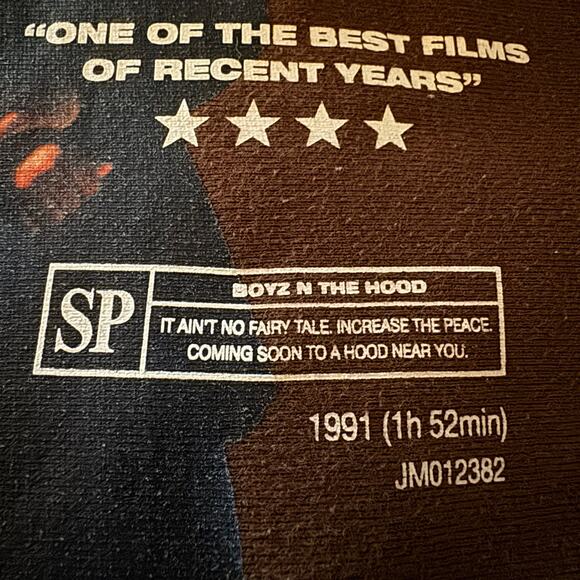 “ONE OF THE BEST FILMS
OF RECENT YEARS”
SP
BOYZ N THE HOOD
IT AIN'T NO FAIRY TALE. INCREASE THE PEACE.
COMING SOON TO A HOOD NEAR YOU.
1991 (1h 52min)
JM012382